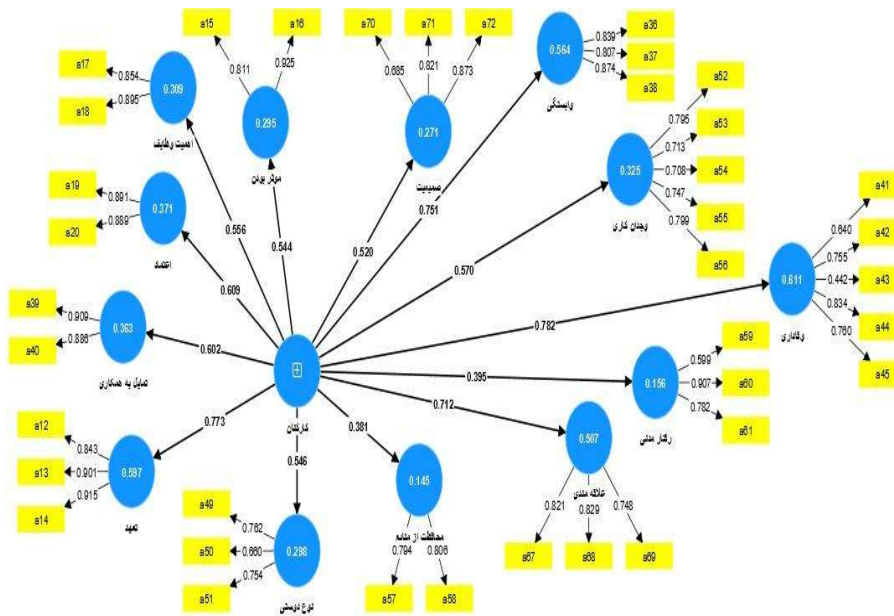 a15
a16
a70
a71
a72
a36
a37
a38
0.839
0.807
0.874
0.564
وابستگی
a17
a18
0.854
0.895
0.309
اهمیت وظایف
0.811
0.925
0.295
موثر بودن
0.685
0.821
0.873
0.271
صمیمیت
a52
a53
a54
a55
a56
0.795
0.713
0.708
0.747
0.799
0.325
وجدان کاری
a19
a20
0.891
0.889
0.371
اعتماد
0.556
0.544
0.520
0.751
0.570
a41
a42
a43
a44
a45
0.640
0.755
0.442
0.834
0.760
0.611
وفاداری
0.609
0.782
a39
a40
0.909
0.886
0.363
تمایل به همکاری
0.602
کارکنان
0.395
0.156
رفتار مدنی
a59
a60
a61
0.599
0.907
0.782
0.773
0.546
0.381
0.712
a12
a13
a14
0.843
0.901
0.915
0.597
تعهد
a49
a50
a51
0.762
0.660
0.754
0.298
نوع دوستی
0.145
محافظت از منابع
0.794
0.806
a57
a58
0.507
علاقه مندی
0.821
0.829
0.748
a67
a68
a69